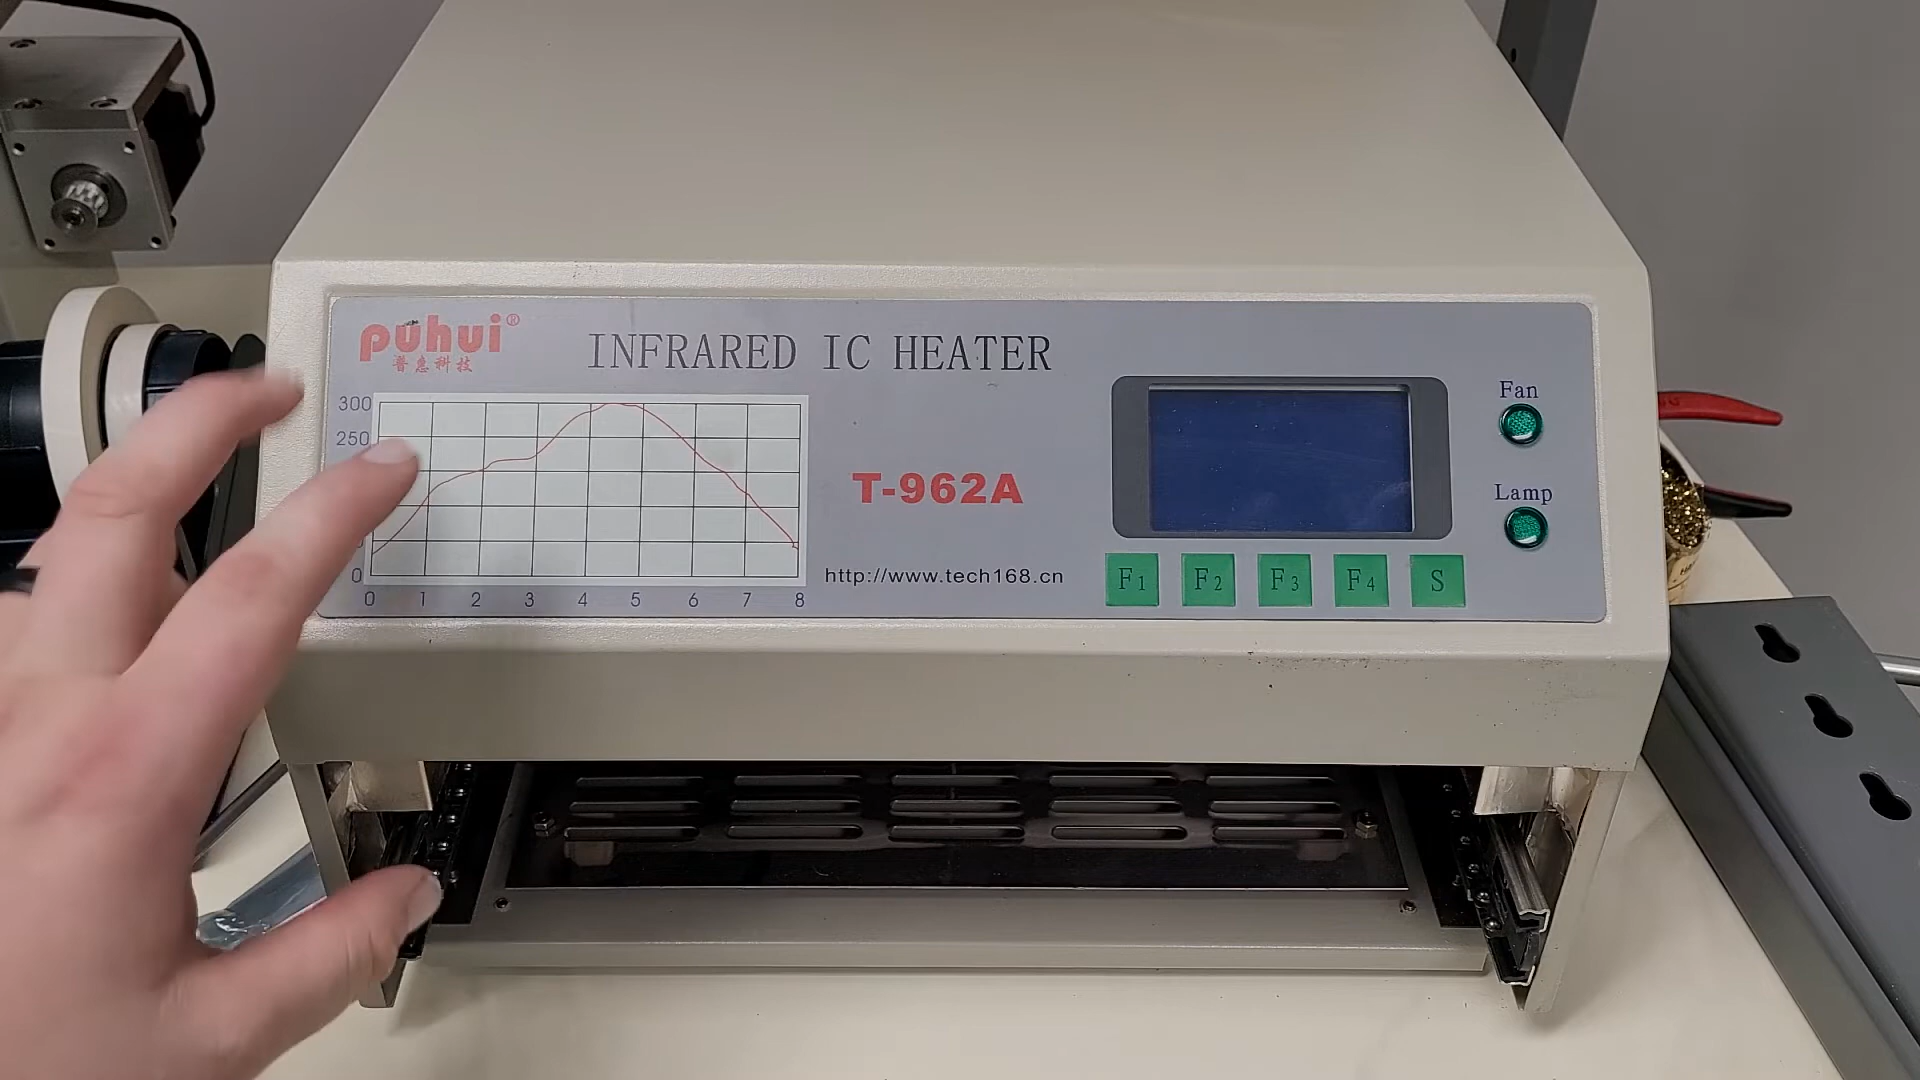 puhui®
普惠科技
INFRARED IC HEATER
300
250
0
0 1 2 3 4 5 6 7 8
T-962A
http://www.tech168.cn
Fan
Lamp
F1 F2 F3 F4 S